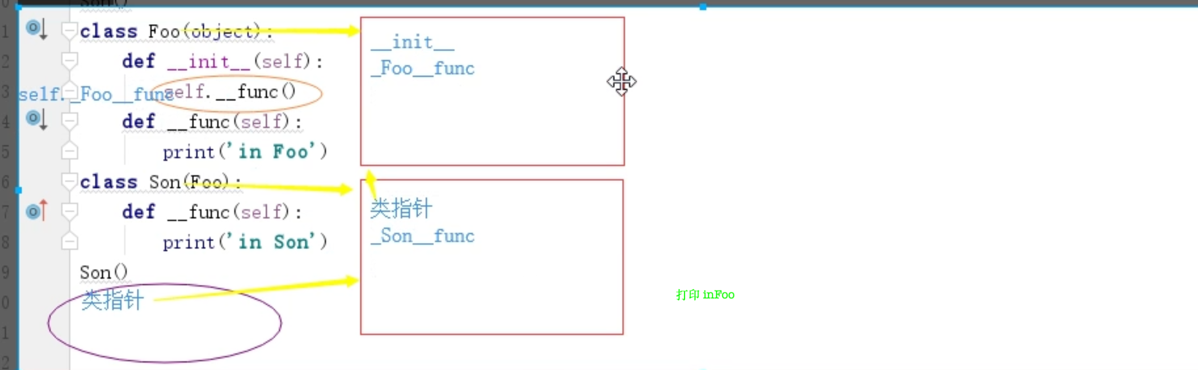 Son()
1 class Foo(object):
__init__
2 def __init__(self):
_Foo__func
3 self.__func()
self._Foo__func
4 def __func(self):
5 print('in Foo')
6 class Son(Foo):
类指针
7 def __func(self):
_Son__func
8 print('in Son')
9 Son()
0 类指针
打印inFoo
1
2